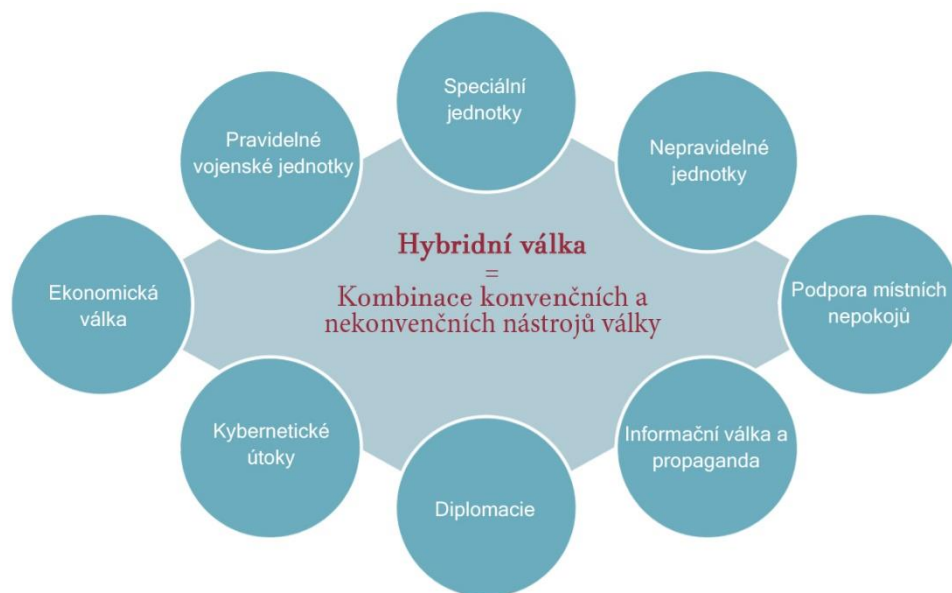 Speciální
jednotky
Pravidelné
vojenské jednotky
Nepravidelné
jednotky
Hybridní válka
=
Kombinace konvenčních a
nekonvenčních nástrojů války
Ekonomická
válka
Podpora místních
nepokojů
Kybernetické
útoky
Informační válka a
propaganda
Diplomacie